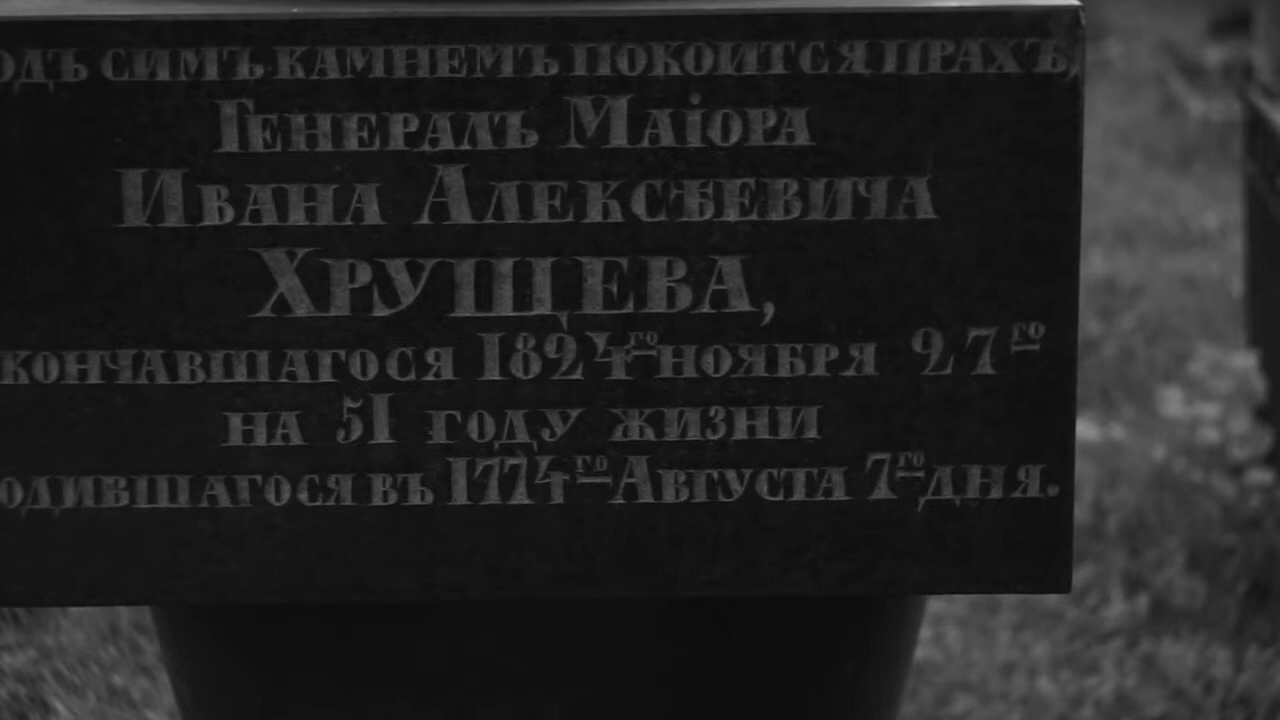 одъ симъ камнемъ покоится прахъ,
Генералъ Маіора
Ивана Алексѣевича
Хрущева,
кончавшагося 1824го ноября 27го
на 51 году жизни
одившагося въ 1774го Августа 7го дня.